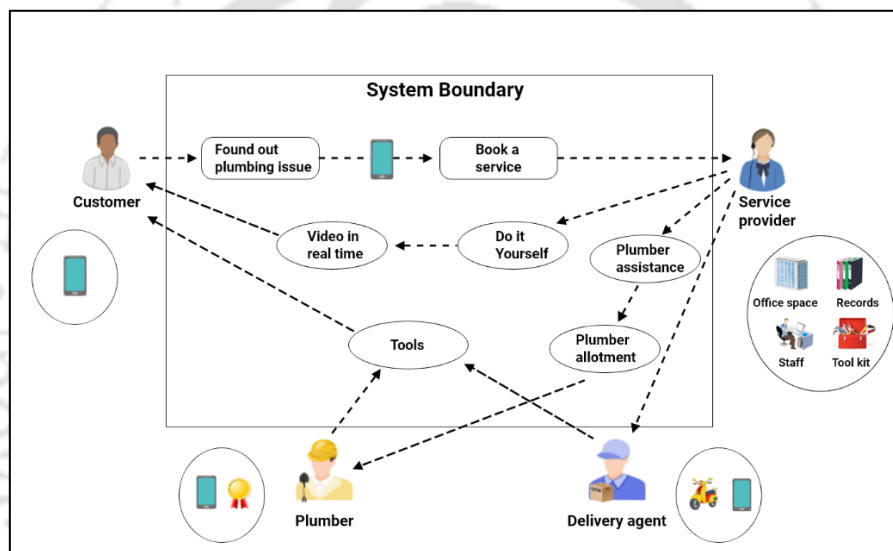 System Boundary
Found out
plumbing issue
Book a
service
Customer
Service
provider
Video in
real time
Do it
Yourself
Plumber
assistance
Office space
Records
Staff
Tool kit
Tools
Plumber
allotment
Plumber
Delivery agent